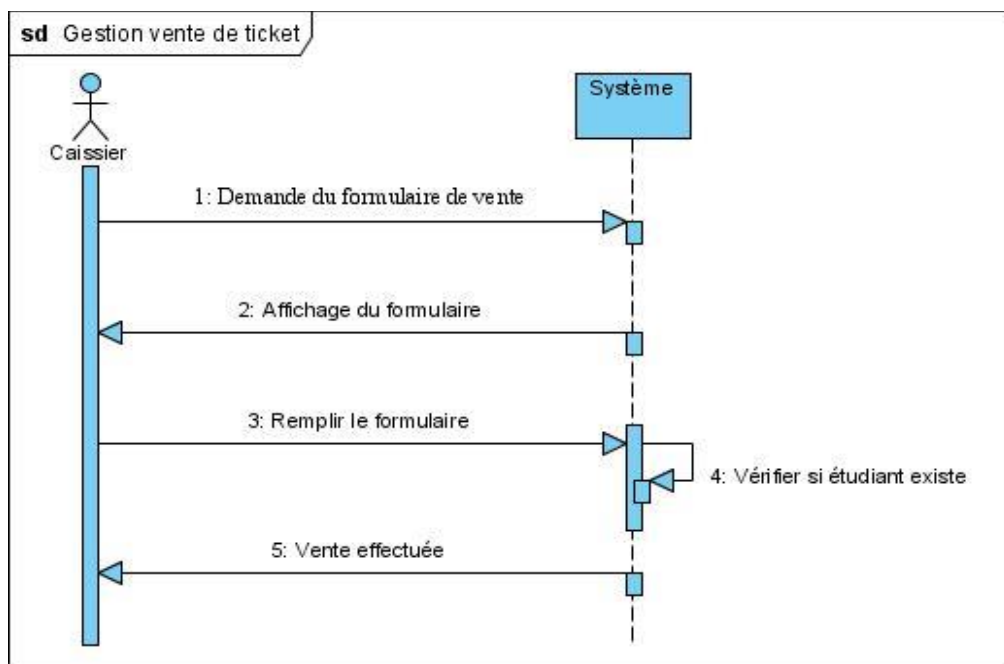 sd Gestion vente de ticket
Système
Caissier
1: Demande du formulaire de vente
2: Affichage du formulaire
3: Remplir le formulaire
4: Vérifier si étudiant existe
5: Vente effectuée